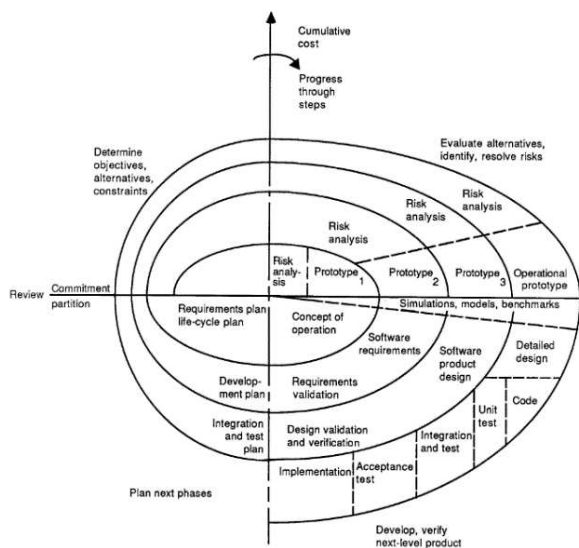 Cumulative
cost
Progress
through
steps
Evaluate alternatives,
identify, resolve risks
Determine
objectives,
alternatives,
constraints
Risk
analysis
Risk
analysis
Risk
analysis
Risk
analy-
sis
Prototype
1
Prototype
2
Prototype
3
Operational
prototype
Review
Commitment
partition
Simulations, models, benchmarks
Requirements plan
life-cycle plan
Concept of
operation
Software
requirements
Software
product
design
Detailed
design
Develop-
ment plan
Requirements
validation
Code
Unit
test
Integration
and test
plan
Design validation
and verification
Integration
and test
Implementation
Acceptance
test
Plan next phases
Develop, verify
next-level product